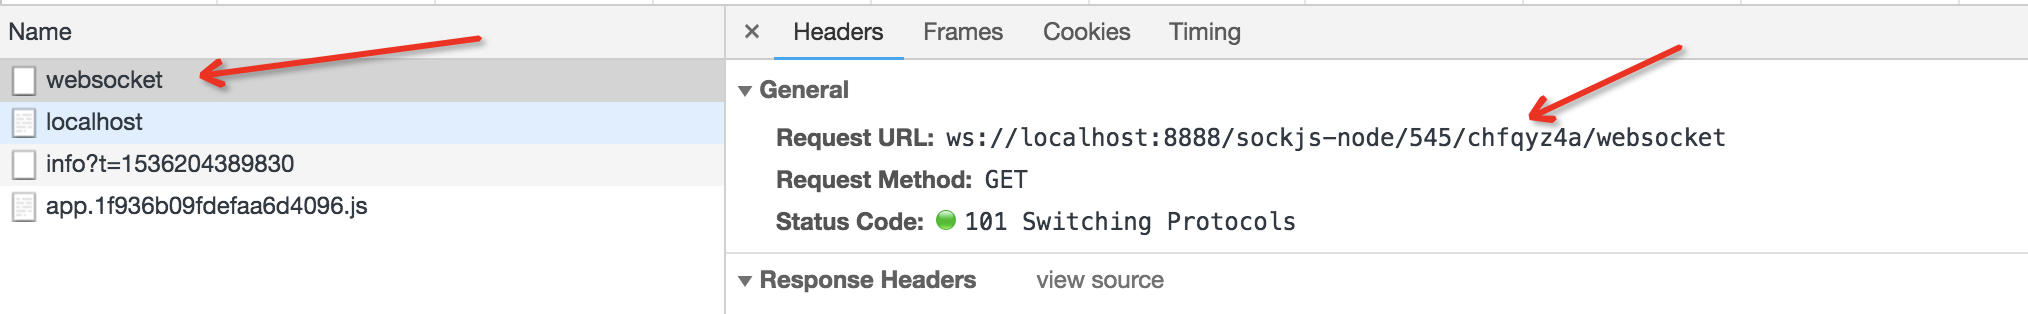 Name
websocket
localhost
info?t=1536204389830
app.1f936b09fdefaa6d4096.js
× Headers Frames Cookies Timing
▼ General
Request URL: ws://localhost:8888/sockjs-node/545/chfqyz4a/websocket
Request Method: GET
Status Code: 101 Switching Protocols
▼ Response Headers view source